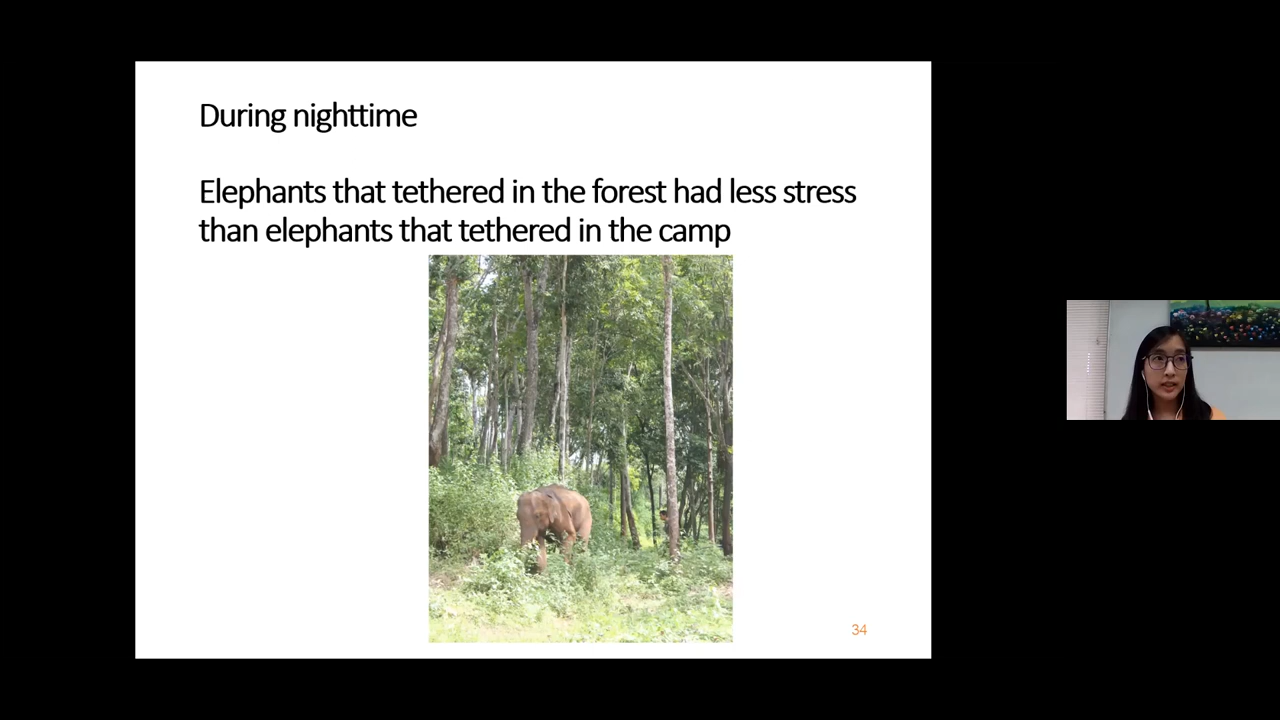 During nighttime
Elephants that tethered in the forest had less stress
than elephants that tethered in the camp
34